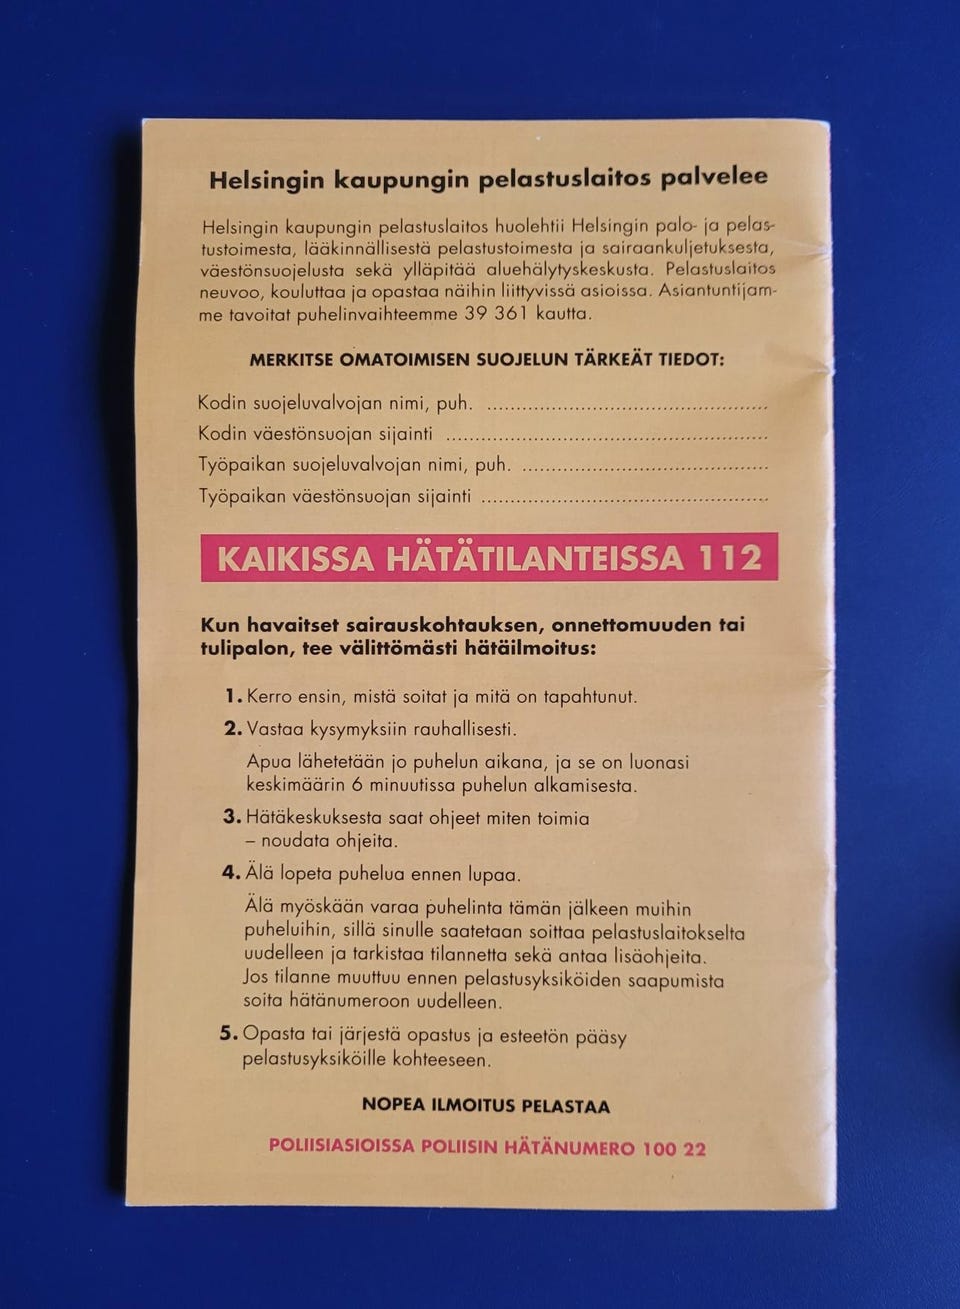 Helsingin kaupungin pelastuslaitos palvelee
Helsingin kaupungin pelastuslaitos huolehtii Helsingin palo- ja pelas-
tustoimesta, lääkinnällisestä pelastustoimesta ja sairaankuljetuksesta,
väestönsuojelusta sekä ylläpitää aluehälytyskeskusta. Pelastuslaitos
neuvoo, kouluttaa ja opastaa näihin liittyvissä asioissa. Asiantuntijam-
me tavoitat puhelinvaihteemme 39 361 kautta.
MERKITSE OMATOIMISEN SUOJELUN TÄRKEÄT TIEDOT:
Kodin suojeluvalvojan nimi, puh. ................................................
Kodin väestönsuojan sijainti .......................................................
Työpaikan suojeluvalvojan nimi, puh. ..........................................
Työpaikan väestönsuojan sijainti .................................................
KAIKISSA HÄTÄTILANTEISSA 112
Kun havaitset sairauskohtauksen, onnettomuuden tai
tulipalon, tee välittömästi hätäilmoitus:
1. Kerro ensin, mistä soitat ja mitä on tapahtunut.
2. Vastaa kysymyksiin rauhallisesti.
Apua lähetetään jo puhelun aikana, ja se on luonasi
keskimäärin 6 minuutissa puhelun alkamisesta.
3. Hätäkeskuksesta saat ohjeet miten toimia
– noudata ohjeita.
4. Älä lopeta puhelua ennen lupaa.
Älä myöskään varaa puhelinta tämän jälkeen muihin
puheluihin, sillä sinulle saatetaan soittaa pelastuslaitokselta
uudelleen ja tarkistaa tilannetta sekä antaa lisäohjeita.
Jos tilanne muuttuu ennen pelastusyksiköiden saapumista
soita hätänumeroon uudelleen.
5. Opasta tai järjestä opastus ja esteetön pääsy
pelastusyksiköille kohteeseen.
NOPEA ILMOITUS PELASTAA
POLIISIASIOISSA POLIISIN HÄTÄNUMERO 100 22